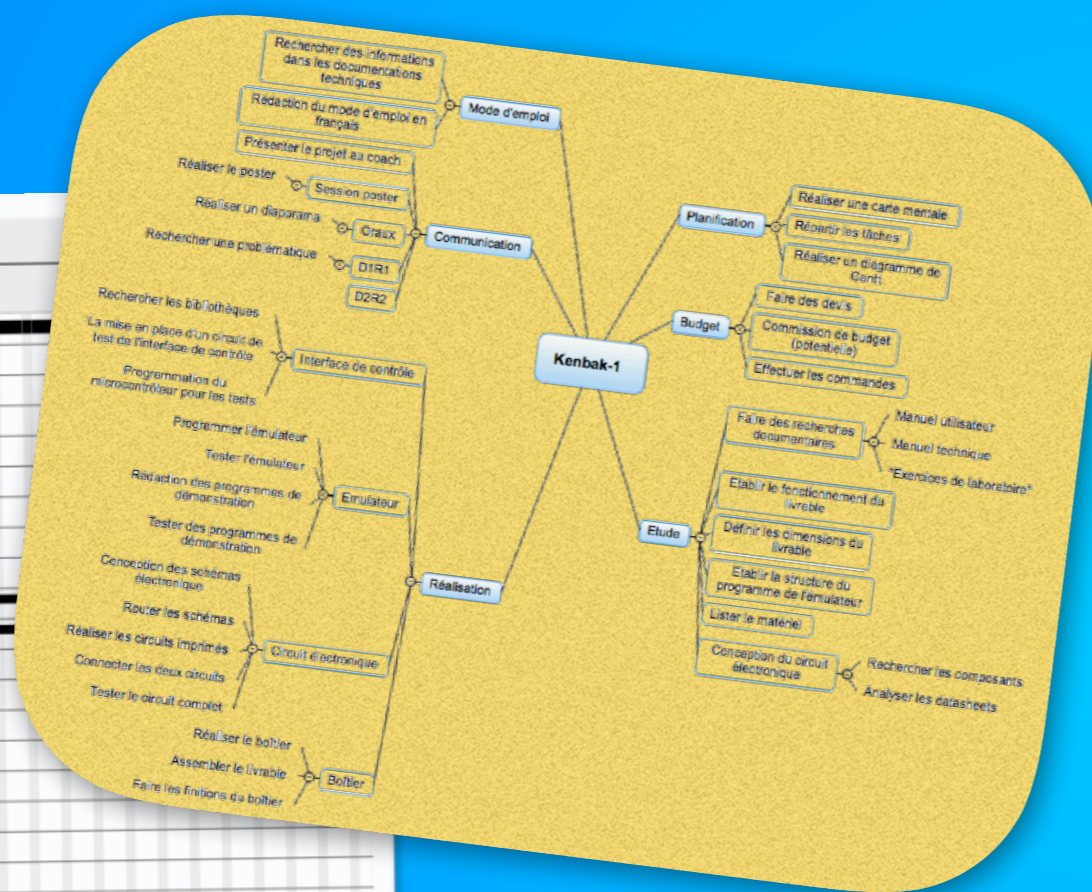 Rechercher des informations
dans les documentations
techniques
Rédaction du mode d'emploi en
français
Mode d'emploi
Présenter le projet au coach
Réaliser le poster
Session poster
Réaliser un diaporama
Oraux
Rechercher une problématique
D1R1
D2R2
Communication
Rechercher les bibliothèques
La mise en place d'un circuit de
test de l'interface de contrôle
Programmation du
microcontrôleur pour les tests
Interface de contrôle
Programmer l'émulateur
Tester l'émulateur
Rédaction des programmes de
démonstration
Tester des programmes de
démonstration
Emulateur
Conception des schémas
électronique
Router les schémas
Réaliser les circuits imprimés
Connecter les deux circuits
Tester le circuit complet
Circuit électronique
Réalisation
Réaliser le boîtier
Assembler le livrable
Faire les finitions du boîtier
Boîtier
Kenbak-1
Planification
Réaliser une carte mentale
Répartir les tâches
Réaliser un diagramme de
Gantt
Budget
Faire des devis
Commission de budget
(potentielle)
Effectuer les commandes
Etude
Faire des recherches
documentaires
Manuel utilisateur
Manuel technique
"Exercices de laboratoire"
Etablir le fonctionnement du
livrable
Définir les dimensions du
livrable
Etablir la structure du
programme de l'émulateur
Lister le matériel
Conception du circuit
électronique
Rechercher les composants
Analyser les datasheets